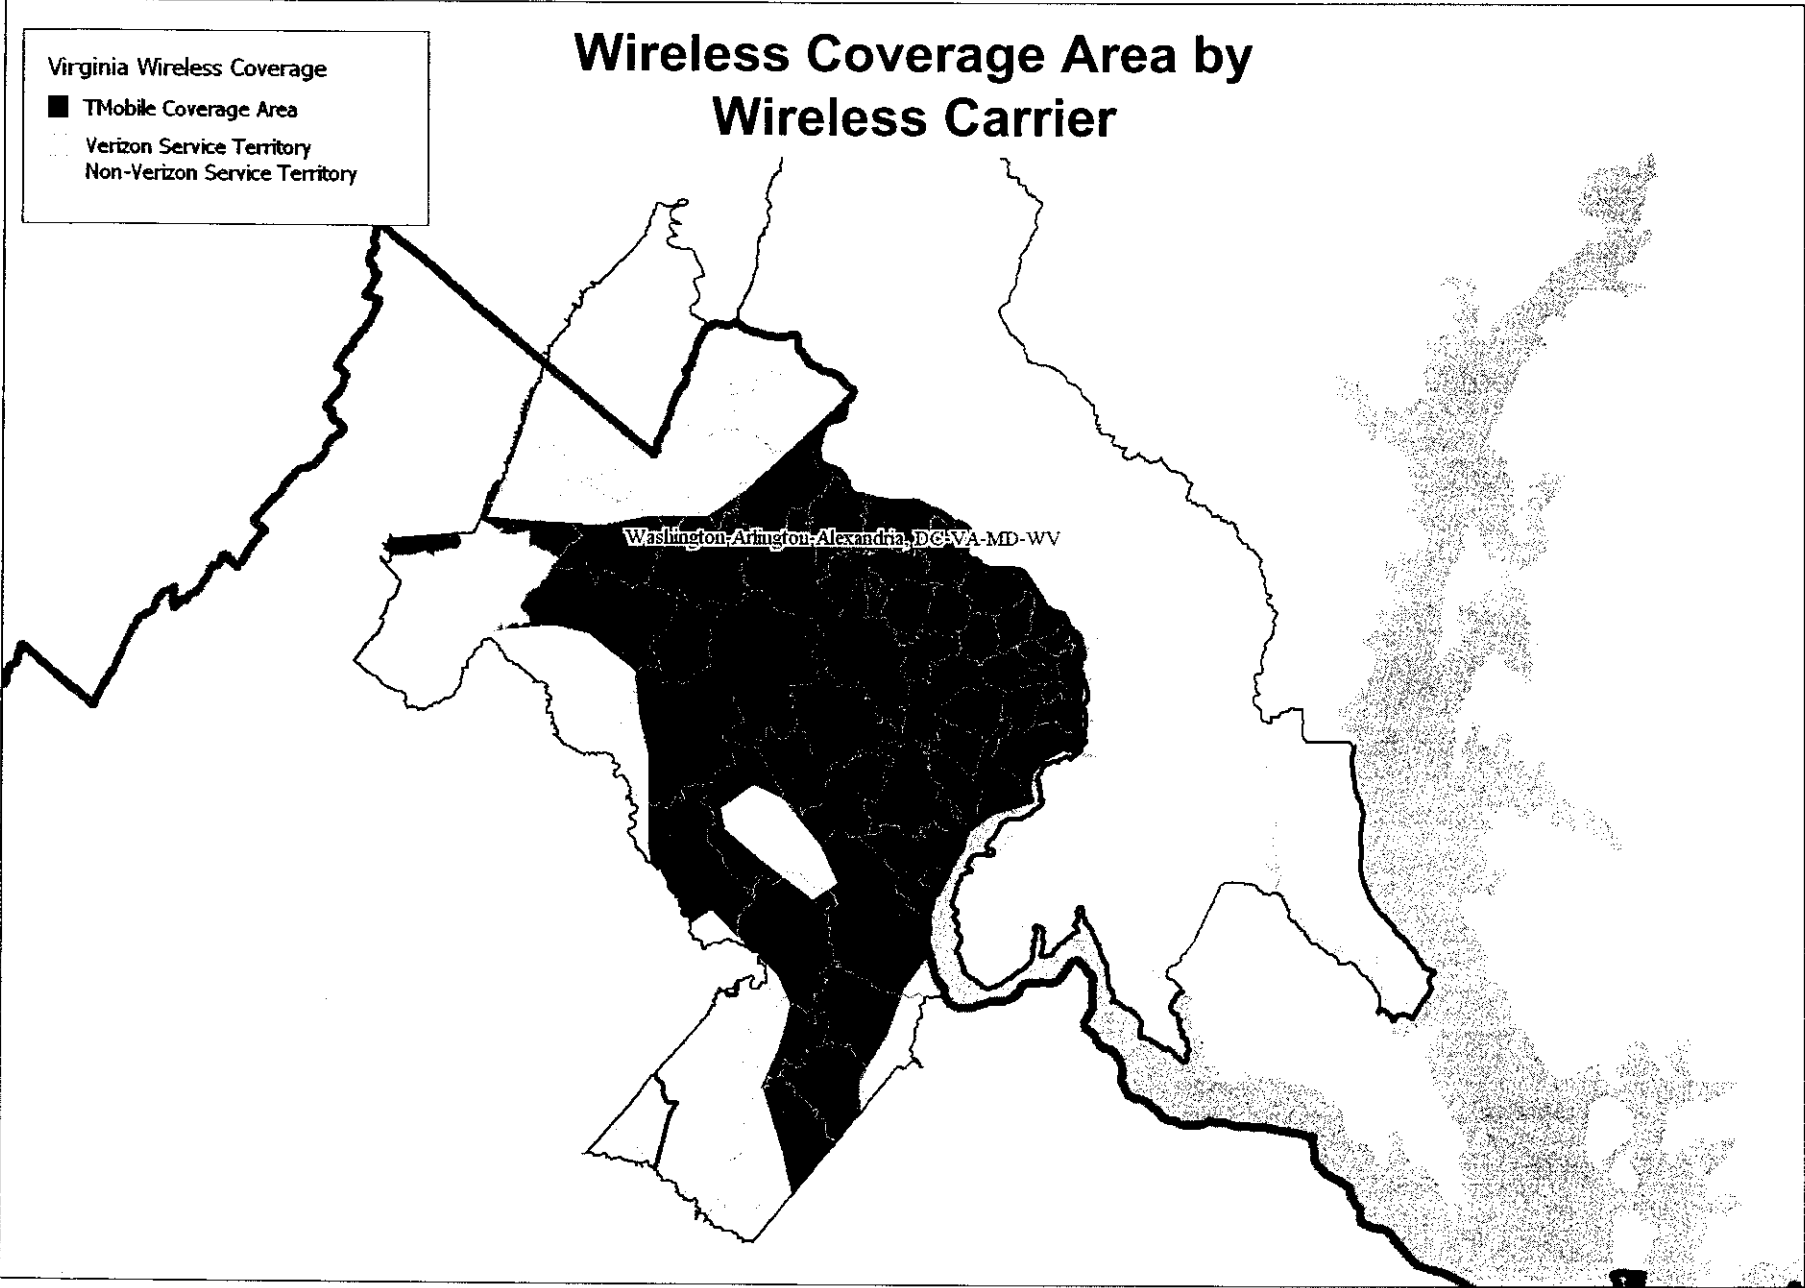 Wireless Coverage Area by
Wireless Carrier
Virginia Wireless Coverage
TMobile Coverage Area
Verizon Service Territory
Non-Verizon Service Territory
Washington-Arlington-Alexandria, DC-VA-MD-WV